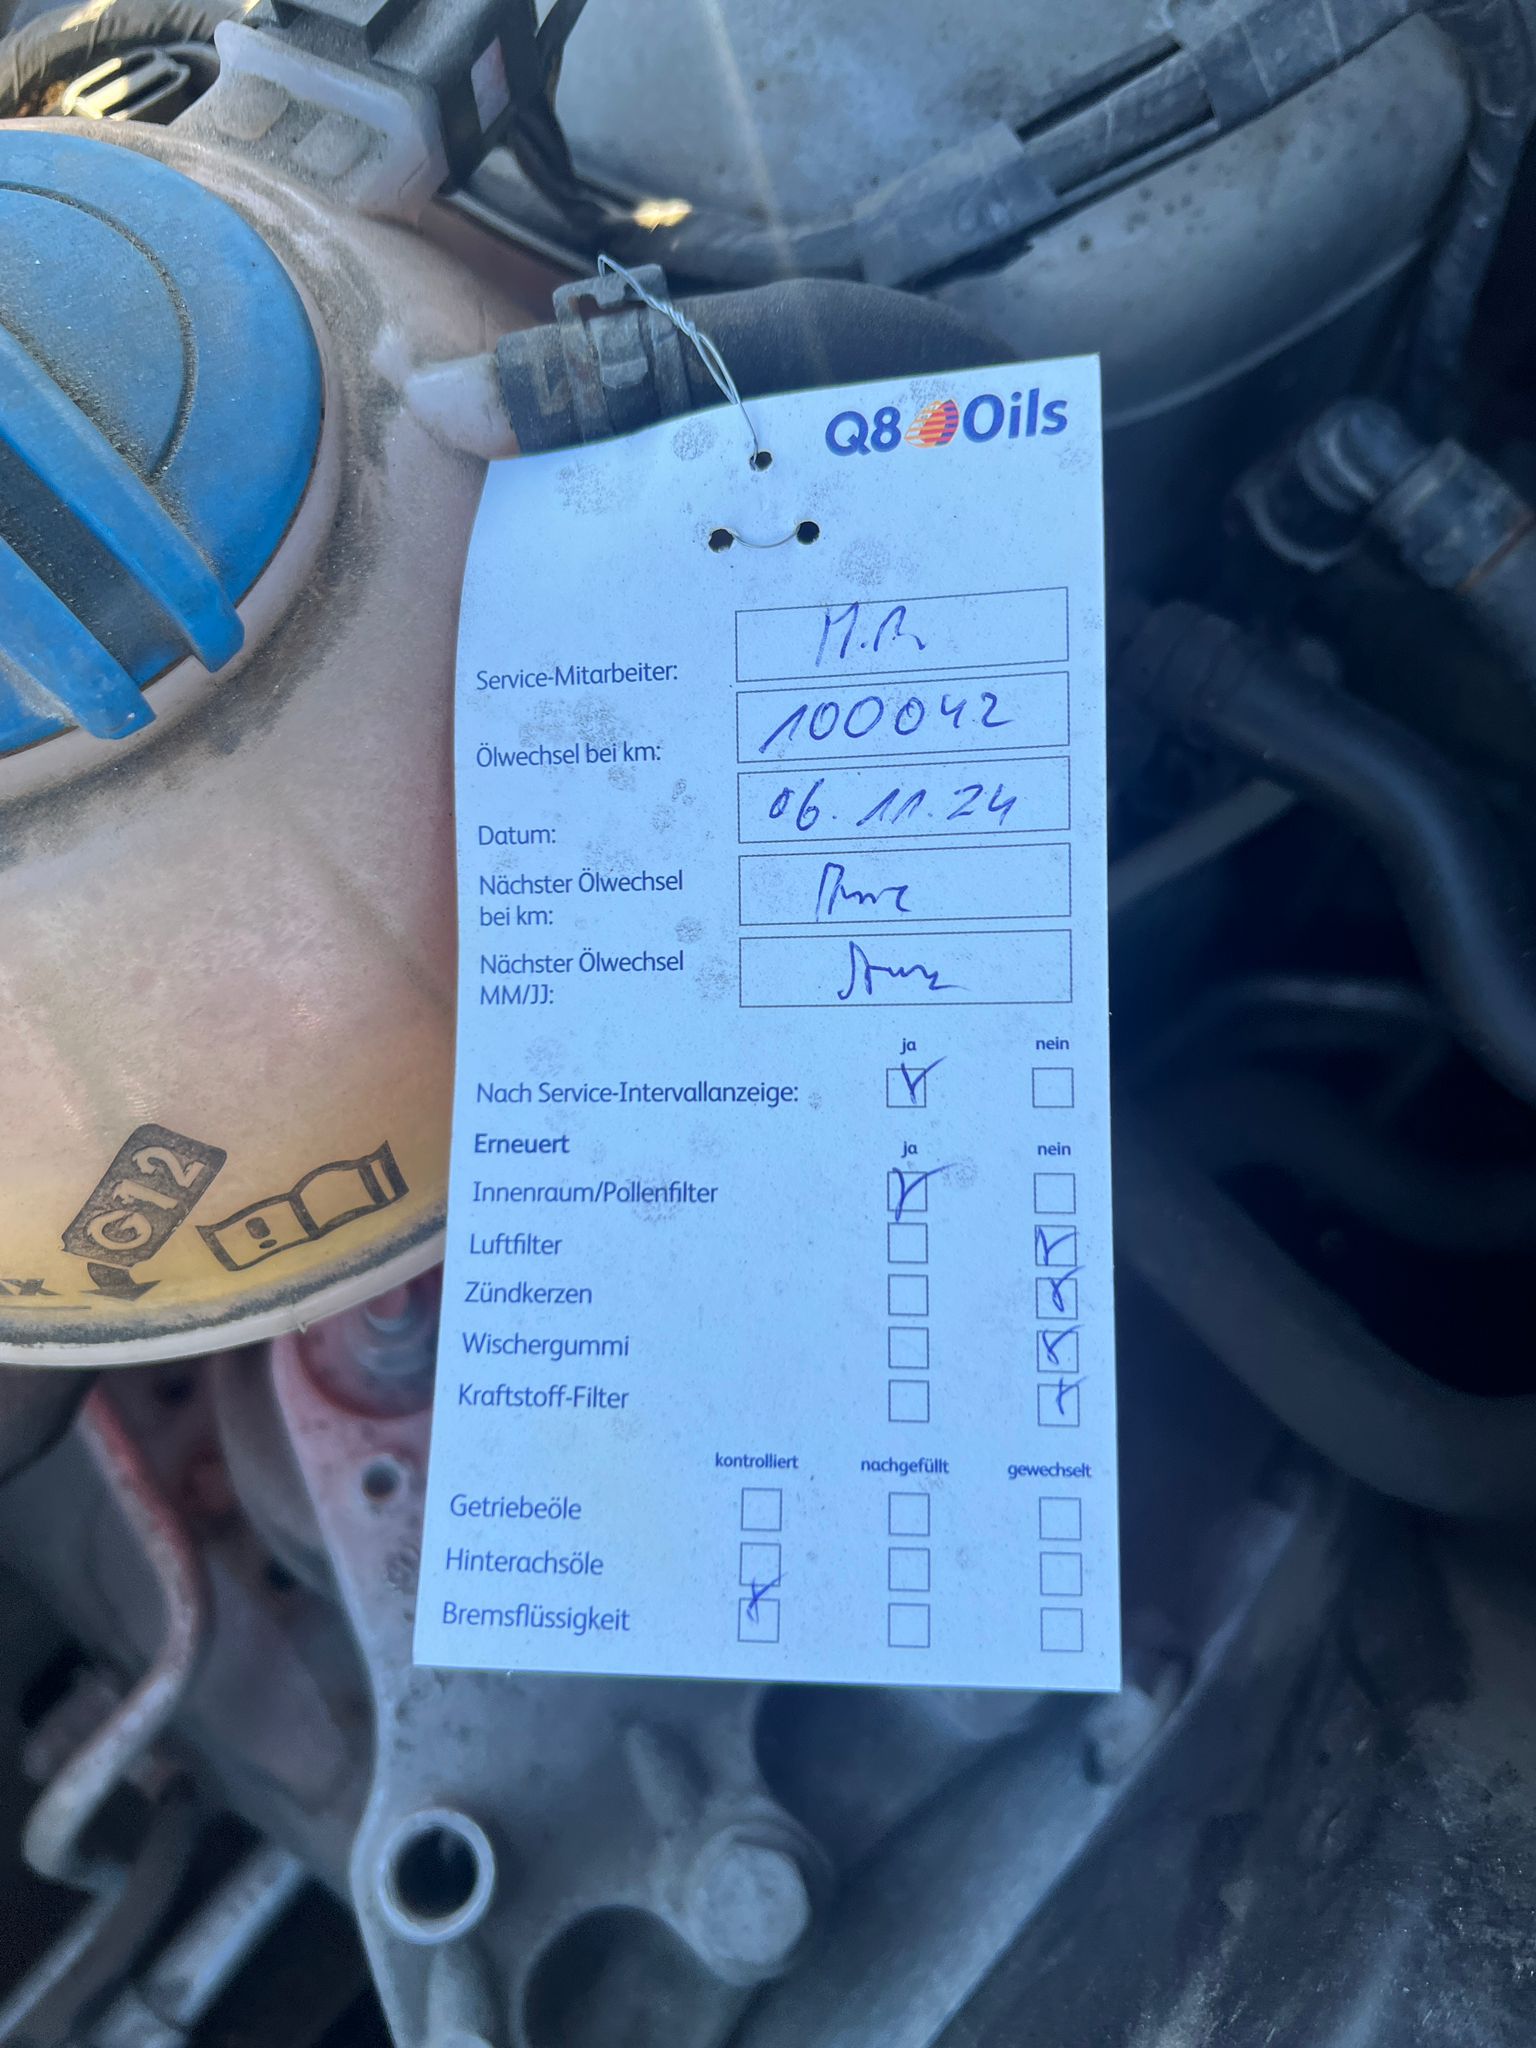 Q8 Oils
Service-Mitarbeiter: M.R
Ölwechsel bei km: 100042
Datum: 06.11.24
Nächster Ölwechsel
bei km:
Nächster Ölwechsel
MM/JJ:
ja nein
Nach Service-Intervallanzeige:
Erneuert ja nein
Innenraum/Pollenfilter
Luftfilter
Zündkerzen
Wischergummi
Kraftstoff-Filter
kontrolliert nachgefüllt gewechselt
Getriebeöle
Hinterachsöle
Bremsflüssigkeit
G12